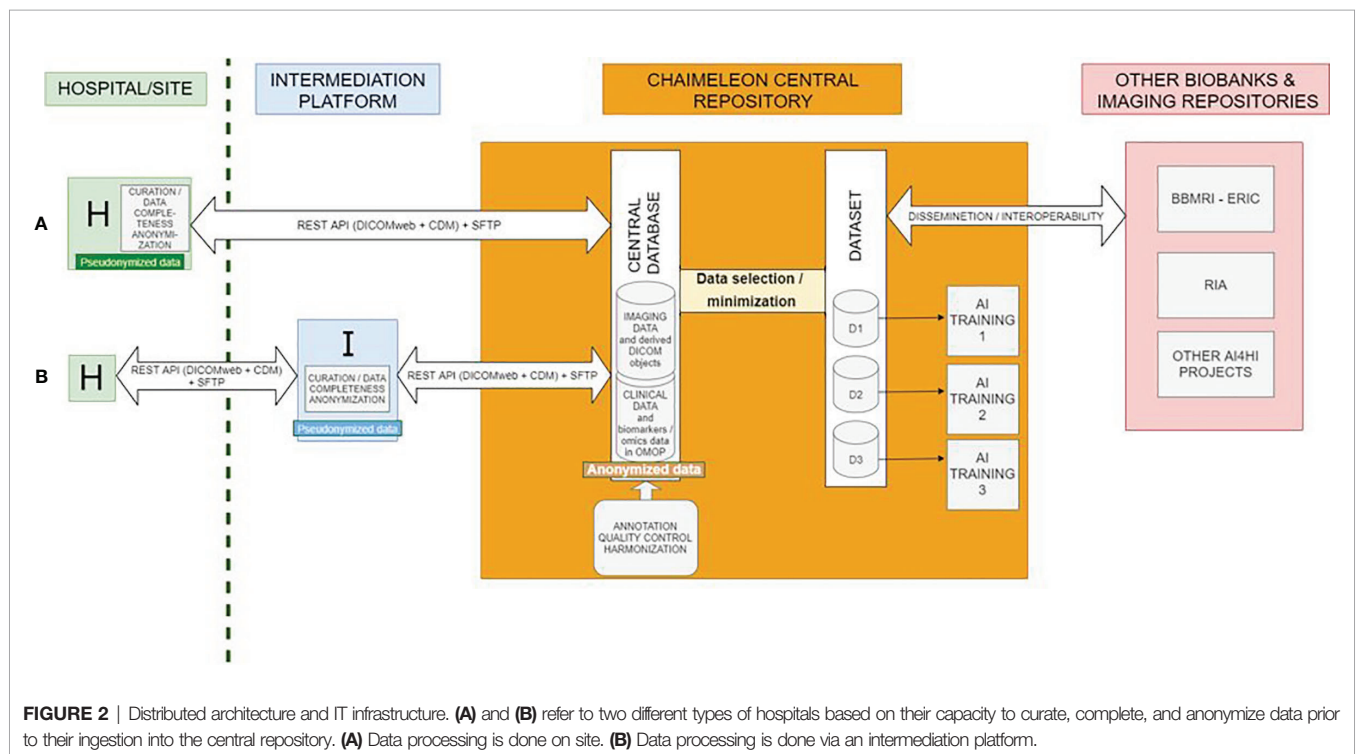 HOSPITAL/SITE
INTERMEDIATION
PLATFORM
CHAIMELEON CENTRAL
REPOSITORY
OTHER BIOBANKS &
IMAGING REPOSITORIES
A
H
CURATION /
DATA
COMPLE-
TENESS
ANONYMI-
ZATION
Pseudonymized data
REST API (DICOMweb + CDM) + SFTP
B
H
REST API (DICOMweb + CDM)
+ SFTP
I
CURATION / DATA
COMPLETENESS
ANONYMIZATION
Pseudonymized data
REST API (DICOMweb + CDM) + SFTP
CENTRAL
DATABASE
IMAGING
DATA
and derived
DICOM
objects
CLINICAL
DATA
and
biomarkers /
omics data
in OMOP
Anonymized data
ANNOTATION
QUALITY CONTROL
HARMONIZATION
Data selection /
minimization
DATASET
D1
D2
D3
AI
TRAINING
1
AI
TRAINING
2
AI
TRAINING
3
DISSEMINETION / INTEROPERABILITY
BBMRI - ERIC
RIA
OTHER AI4HI
PROJECTS
FIGURE 2 | Distributed architecture and IT infrastructure. (A) and (B) refer to two different types of hospitals based on their capacity to curate, complete, and anonymize data prior
to their ingestion into the central repository. (A) Data processing is done on site. (B) Data processing is done via an intermediation platform.